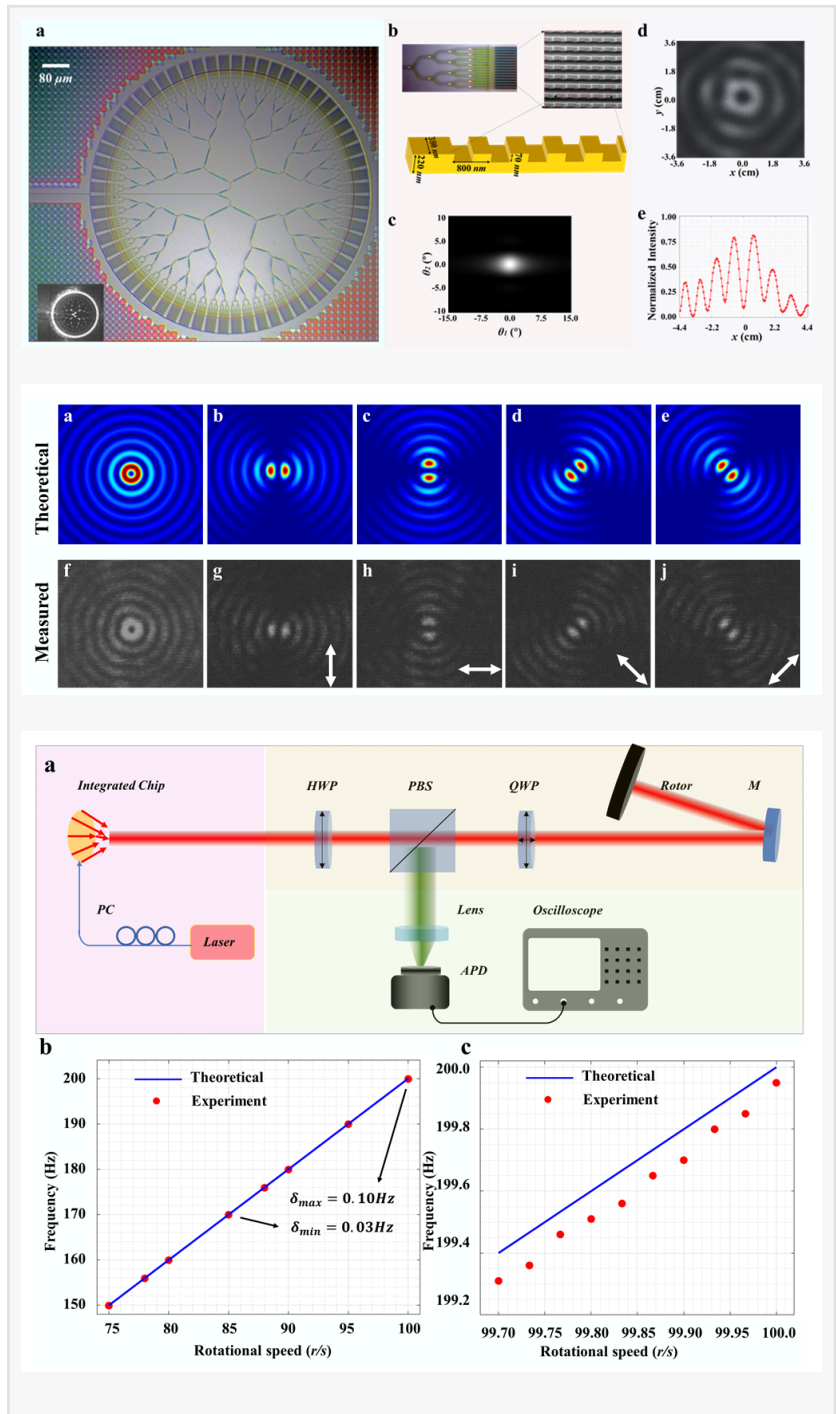 a
80 μm
b
390 nm
220 nm
800 nm
70 nm
c
θ₂ (°)
10
5.0
0.0
-5.0
-10
-15.0 -7.5 0.0 7.5 15.0
θ₁ (°)
d
y (cm)
3.6
1.8
0.0
-1.8
-3.6
-3.6 -1.8 0.0 1.8 3.6
x (cm)
e
Normalized Intensity
1.00
0.75
0.50
0.25
0.00
-4.4 -2.2 0 2.2 4.4
x (cm)
Theoretical
a b c d e
Measured
f g h i j
a
Integrated Chip HWP PBS QWP Rotor M
PC
Laser
Lens Oscilloscope
APD
b
Frequency (Hz)
200
190
180
170
160
150
Theoretical
Experiment
δmax = 0.10Hz
δmin = 0.03Hz
75 80 85 90 95 100
Rotational speed (r/s)
c
Frequency (Hz)
200.0
199.8
199.6
199.4
199.2
Theoretical
Experiment
99.70 99.75 99.80 99.85 99.90 99.95 100.0
Rotational speed (r/s)